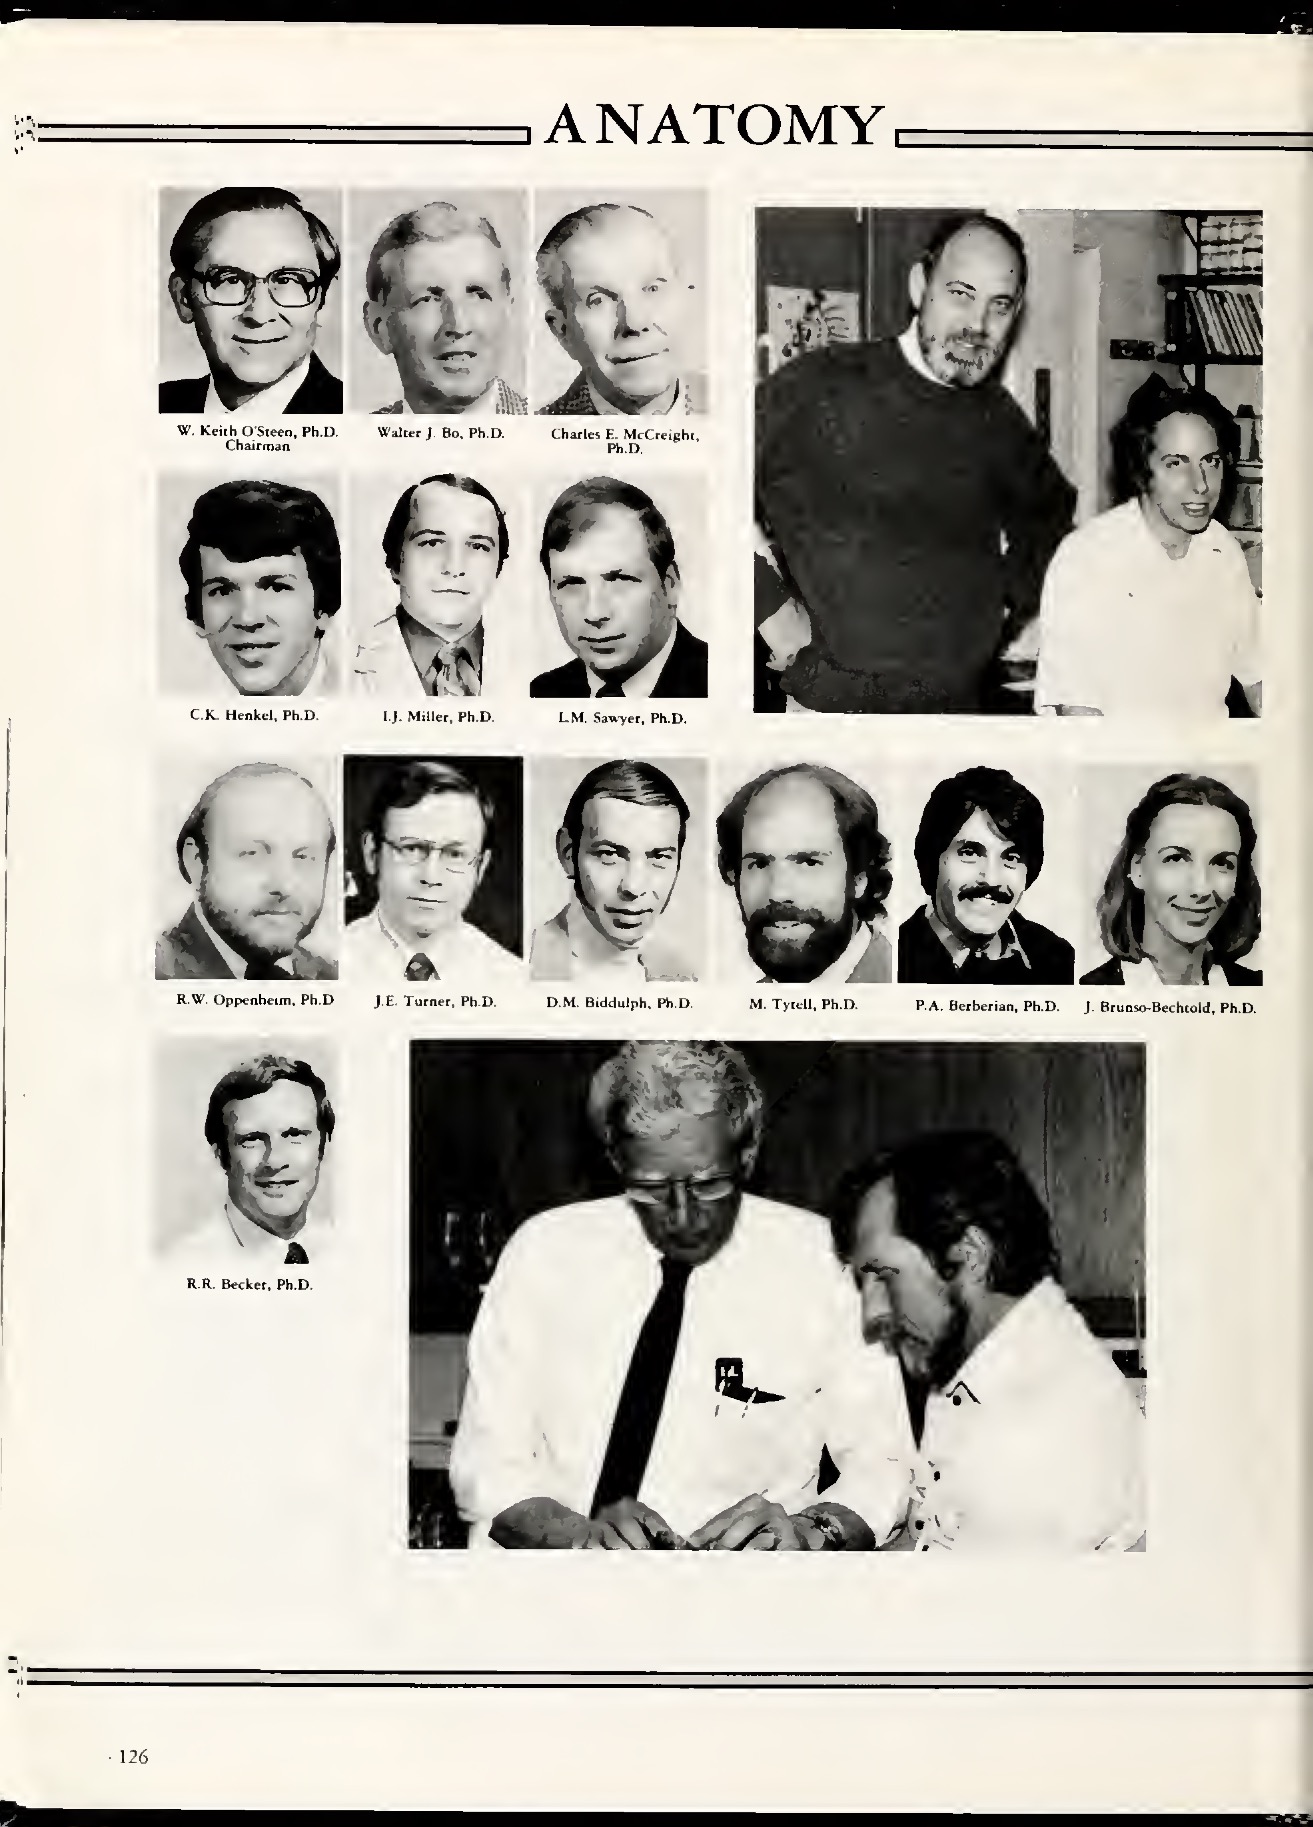 ANATOMY
W. Keith O'Steen, Ph.D.
Chairman
Walter J. Bo, Ph.D.
Charles E. McCreight,
Ph.D.
C.K. Henkel, Ph.D.
I.J. Miller, Ph.D.
L.M. Sawyer, Ph.D.
R.W. Oppenheim, Ph.D
J.E. Turner, Ph.D.
D.M. Biddulph, Ph.D.
M. Tytell, Ph.D.
P.A. Berberian, Ph.D.
J. Brunso-Bechtold, Ph.D.
R.R. Becker, Ph.D.
126